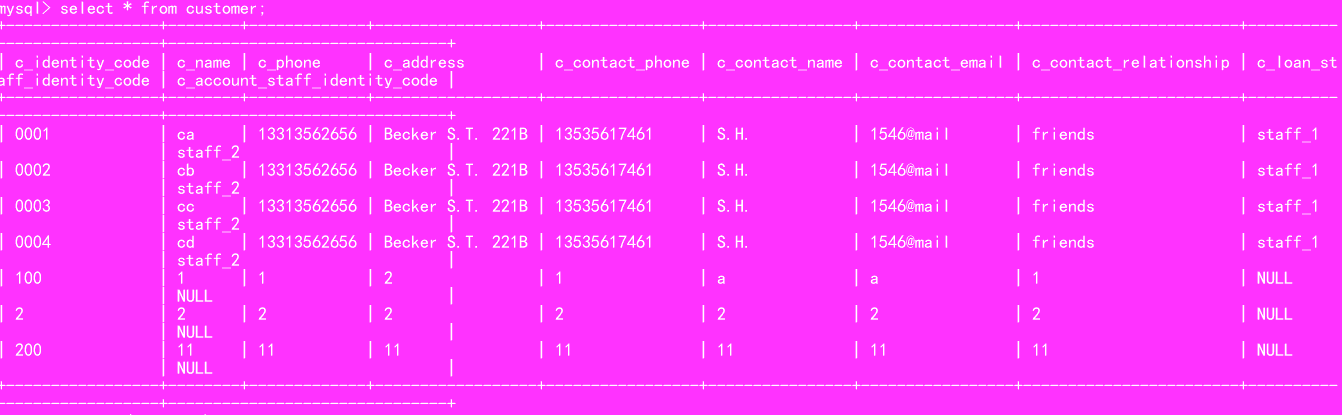 mysql> select * from customer;
+------------------+--------+-------------+--------------------+-----------------+----------------+-----------------+------------------------+----------
-----------------+-------------------------------+
| c_identity_code | c_name | c_phone | c_address | c_contact_phone | c_contact_name | c_contact_email | c_contact_relationship | c_loan_st
aff_identity_code | c_account_staff_identity_code |
+------------------+--------+-------------+--------------------+-----------------+----------------+-----------------+------------------------+----------
-----------------+-------------------------------+
| 0001 | ca | 13313562656 | Becker S.T. 221B | 13535617461 | S.H. | 1546@mail | friends | staff_1
| staff_2 |
| 0002 | cb | 13313562656 | Becker S.T. 221B | 13535617461 | S.H. | 1546@mail | friends | staff_1
| staff_2 |
| 0003 | cc | 13313562656 | Becker S.T. 221B | 13535617461 | S.H. | 1546@mail | friends | staff_1
| staff_2 |
| 0004 | cd | 13313562656 | Becker S.T. 221B | 13535617461 | S.H. | 1546@mail | friends | staff_1
| staff_2 |
| 100 | 1 | 1 | 2 | 1 | a | a | 1 | NULL
| NULL |
| 2 | 2 | 2 | 2 | 2 | 2 | 2 | 2 | NULL
| NULL |
| 200 | 11 | 11 | 11 | 11 | 11 | 11 | 11 | NULL
| NULL |
+------------------+--------+-------------+--------------------+-----------------+----------------+-----------------+------------------------+----------
-----------------+-------------------------------+